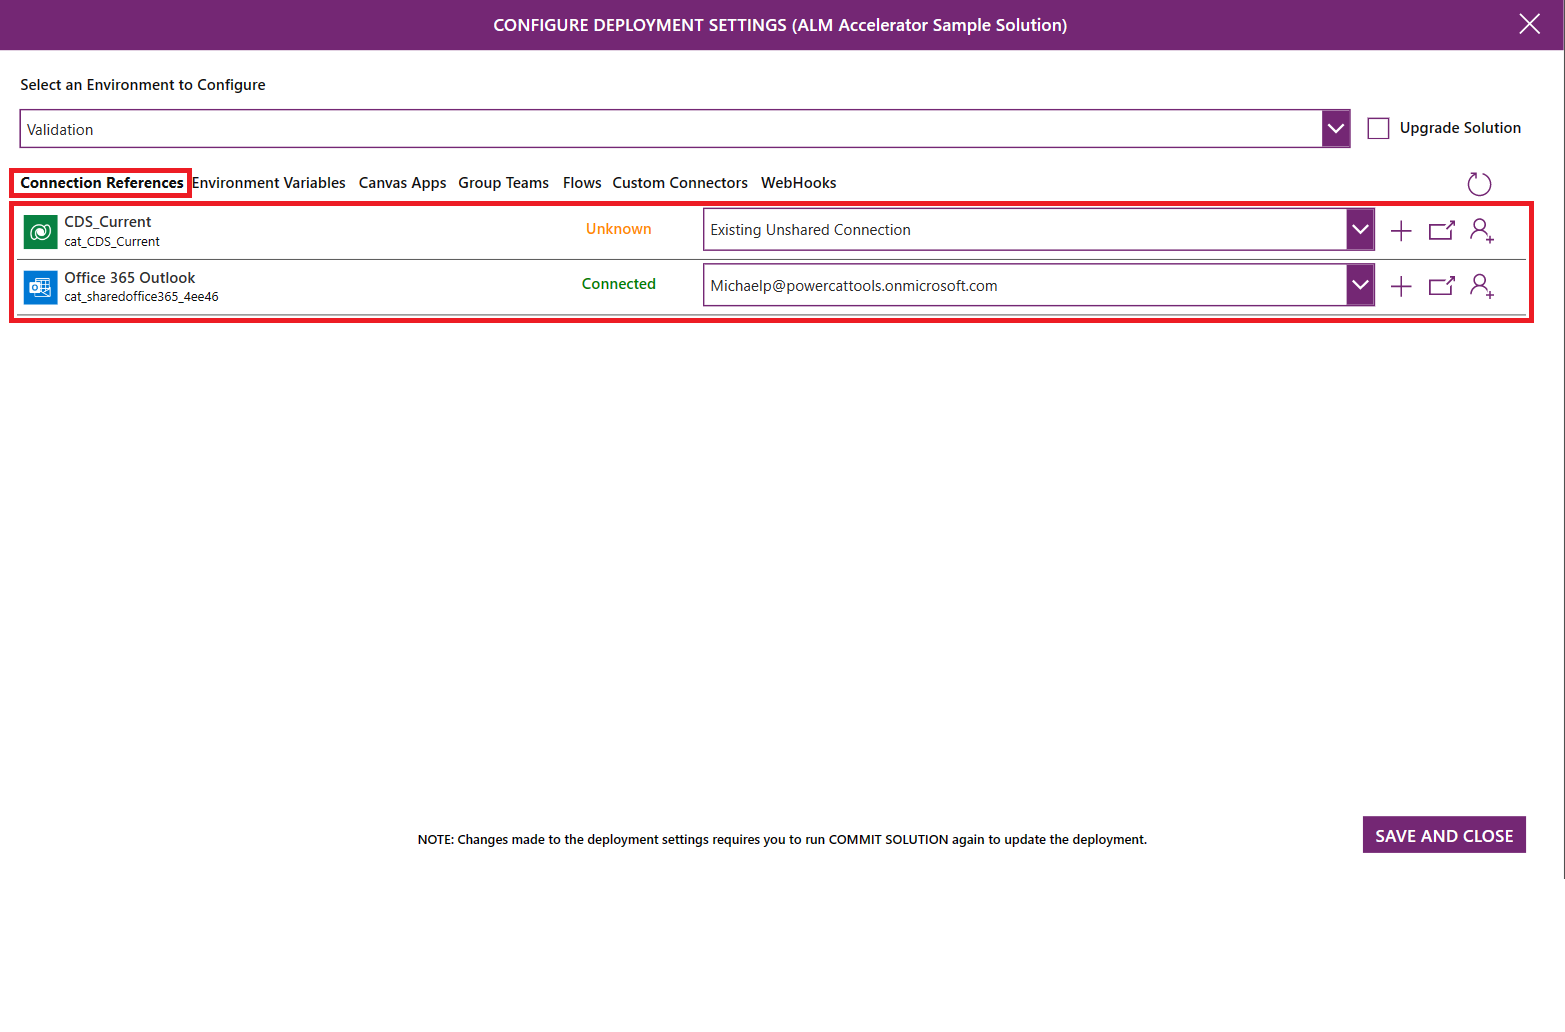 CONFIGURE DEPLOYMENT SETTINGS (ALM Accelerator Sample Solution)
Select an Environment to Configure
Validation
Upgrade Solution
Connection References Environment Variables Canvas Apps Group Teams Flows Custom Connectors WebHooks
CDS_Current
cat_CDS_Current
Unknown
Existing Unshared Connection
Office 365 Outlook
cat_sharedoffice365_4ee46
Connected
Michaelp@powercattools.onmicrosoft.com
NOTE: Changes made to the deployment settings requires you to run COMMIT SOLUTION again to update the deployment.
SAVE AND CLOSE